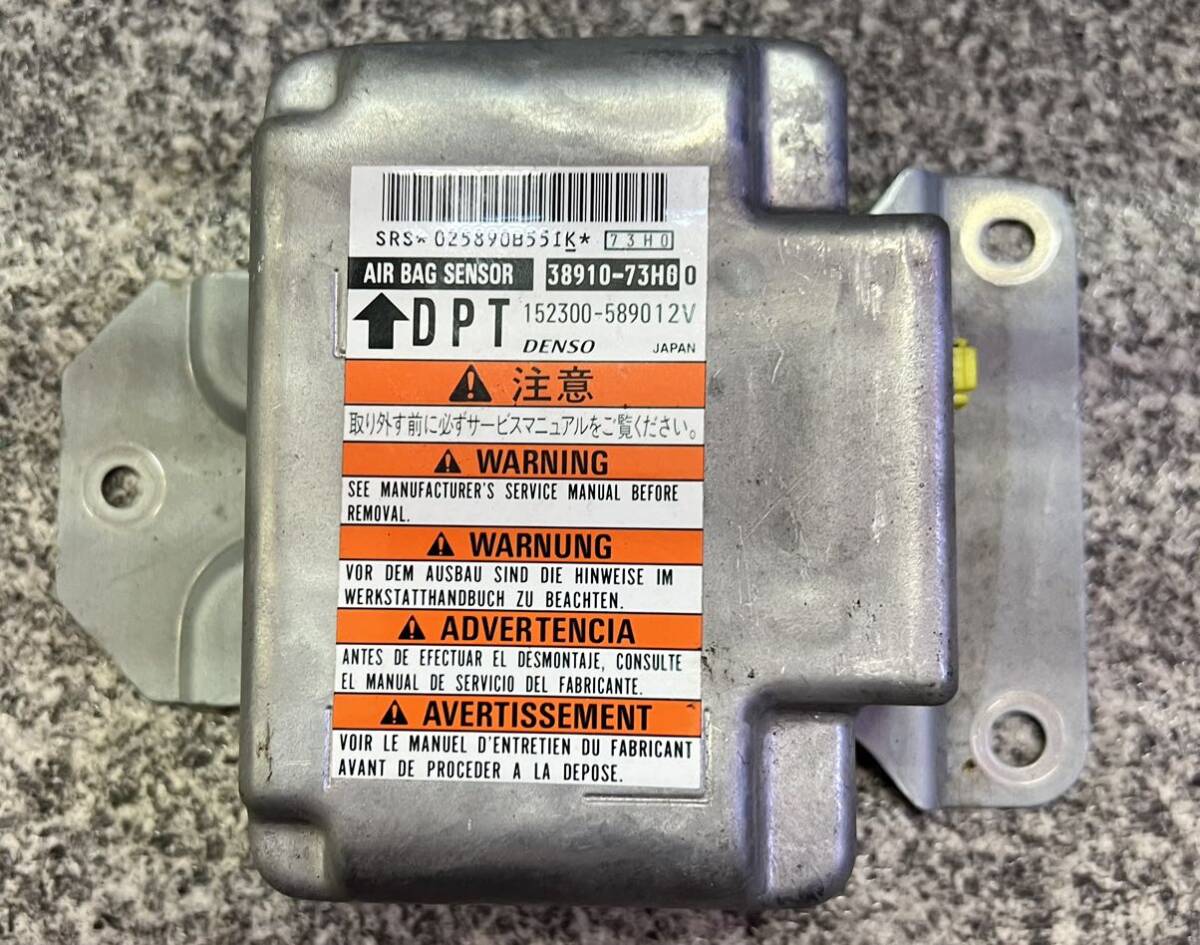 SRS*025890B551K* 73H0
AIR BAG SENSOR 38910-73H00
DPT 152300-589012V
DENSO JAPAN
注意
取り外す前に必ずサービスマニュアルをご覧ください。
WARNING
SEE MANUFACTURER'S SERVICE MANUAL BEFORE
REMOVAL.
WARNUNG
VOR DEM AUSBAU SIND DIE HINWEISE IM
WERKSTATTHANDBUCH ZU BEACHTEN.
ADVERTENCIA
ANTES DE EFECTUAR EL DESMONTAJE, CONSULTE
EL MANUAL DE SERVICIO DEL FABRICANTE.
AVERTISSEMENT
VOIR LE MANUEL D'ENTRETIEN DU FABRICANT
AVANT DE PROCEDER A LA DEPOSE.